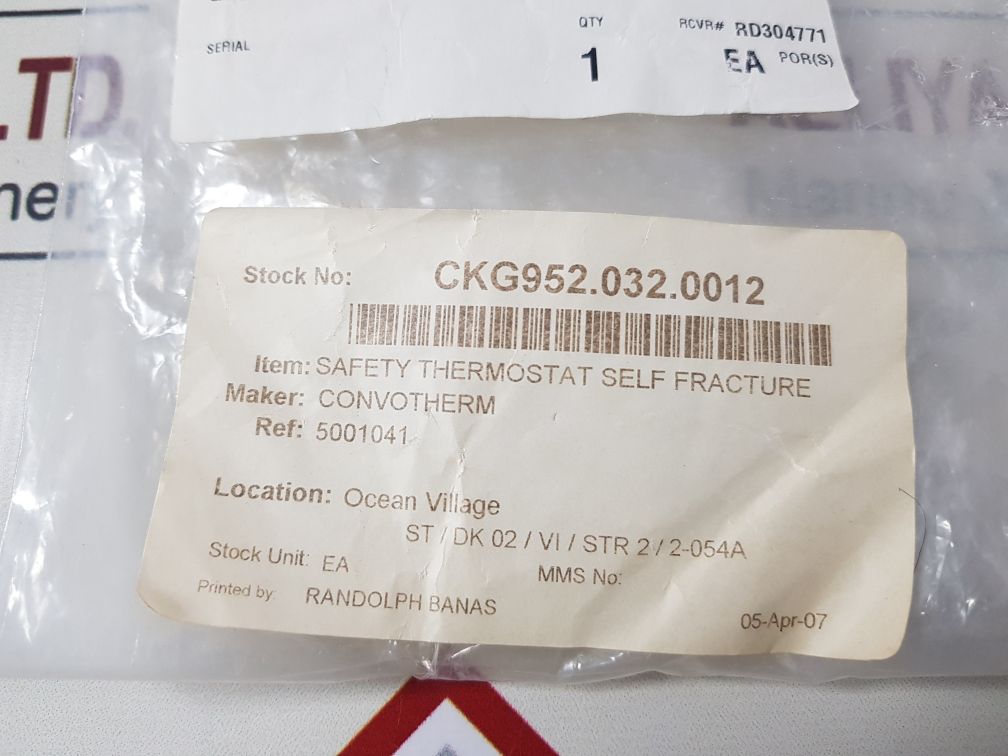 QTY RCVR# RD304771
SERIAL 1 EA POR(S)
.LTD.
Stock No: CKG952.032.0012
Item: SAFETY THERMOSTAT SELF FRACTURE
Maker: CONVOTHERM
Ref: 5001041
Location: Ocean Village
ST / DK 02 / VI / STR 2 / 2-054A
Stock Unit: EA MMS No:
Printed by: RANDOLPH BANAS 05-Apr-07